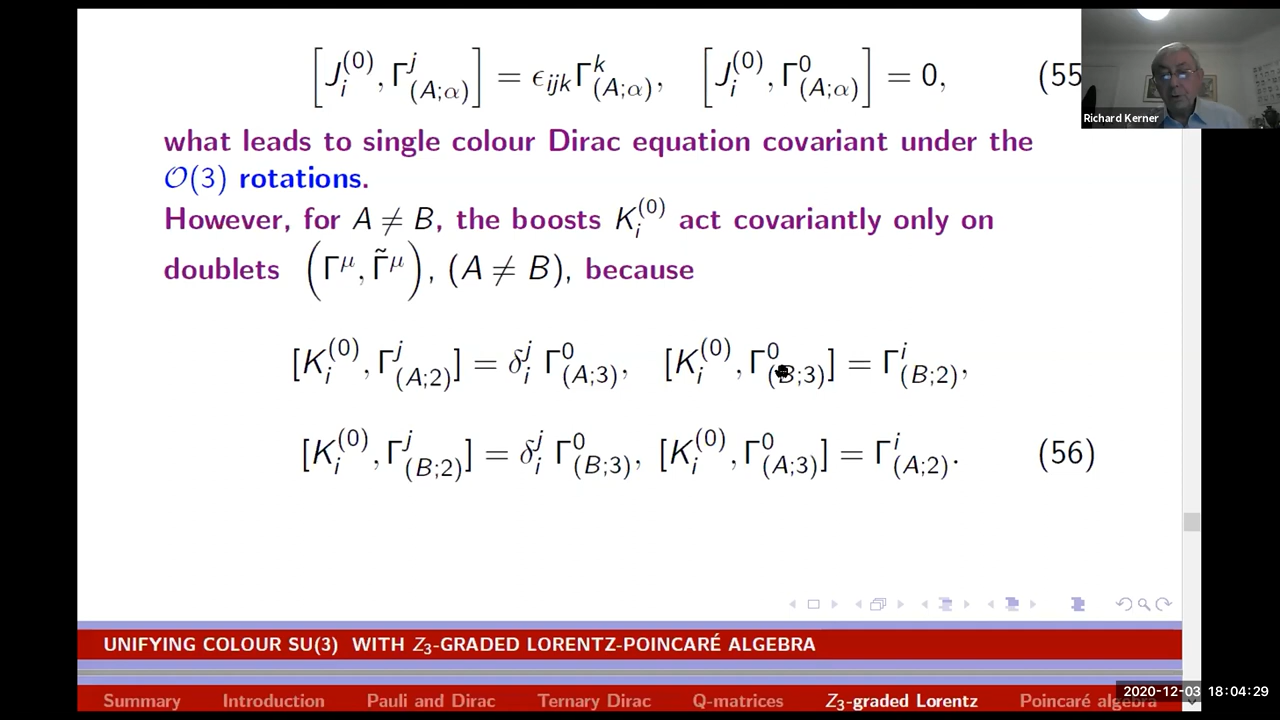 [J_i^{(0)}, Γ^j_{(A;α)}] = ϵ_{ijk} Γ^k_{(A;α)}, [J_i^{(0)}, Γ^0_{(A;α)}] = 0, (55
what leads to single colour Dirac equation covariant under the
O(3) rotations.
However, for A ≠ B, the boosts K_i^{(0)} act covariantly only on
doublets (Γ^μ, Γ̃^μ), (A ≠ B), because
[K_i^{(0)}, Γ^j_{(A;2)}] = δ_i^j Γ^0_{(A;3)}, [K_i^{(0)}, Γ^0_{(B;3)}] = Γ^i_{(B;2)},
[K_i^{(0)}, Γ^j_{(B;2)}] = δ_i^j Γ^0_{(B;3)}, [K_i^{(0)}, Γ^0_{(A;3)}] = Γ^i_{(A;2)}. (56)
Richard Kerner
UNIFYING COLOUR SU(3) WITH Z_3-GRADED LORENTZ-POINCARÉ ALGEBRA
Summary Introduction Pauli and Dirac Ternary Dirac Q-matrices Z_3-graded Lorentz Poincaré algebra
2020-12-03 18:04:29